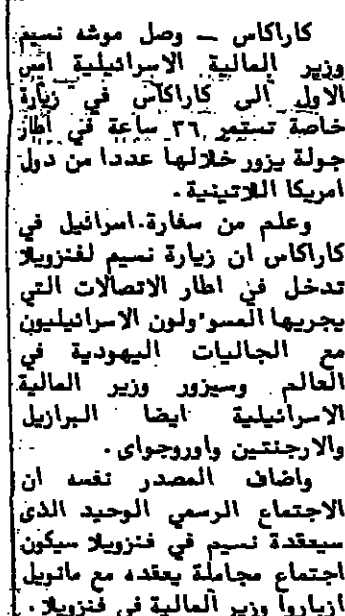 كاراكاس — وصل موشه نسيم
وزير المالية الاسرائيلية امس
الاول الى كاراكاس في زيارة
خاصة تستمر ٣٦ ساعة في اطار
جولة يزور خلالها عددا من دول
امريكا اللاتينية .
وعلم من سفارة اسرائيل في
كاراكاس ان زيارة نسيم لفنزويلا
تدخل في اطار الاتصالات التي
يجريها المسوءولون الاسرائيليون
مع الجاليات اليهودية في
العالم وسيزور وزير المالية
الاسرائيلية ايضا البرازيل
والارجنتين واوروجواى .
واضاف المصدر نفسه ان
الاجتماع الرسمي الوحيد الذى
سيعقدة نسيم في فنزويلا سيكون
اجتماع مجاملة يعقده مع مانويل
ازباروا وزير المالية في فنزويلا .